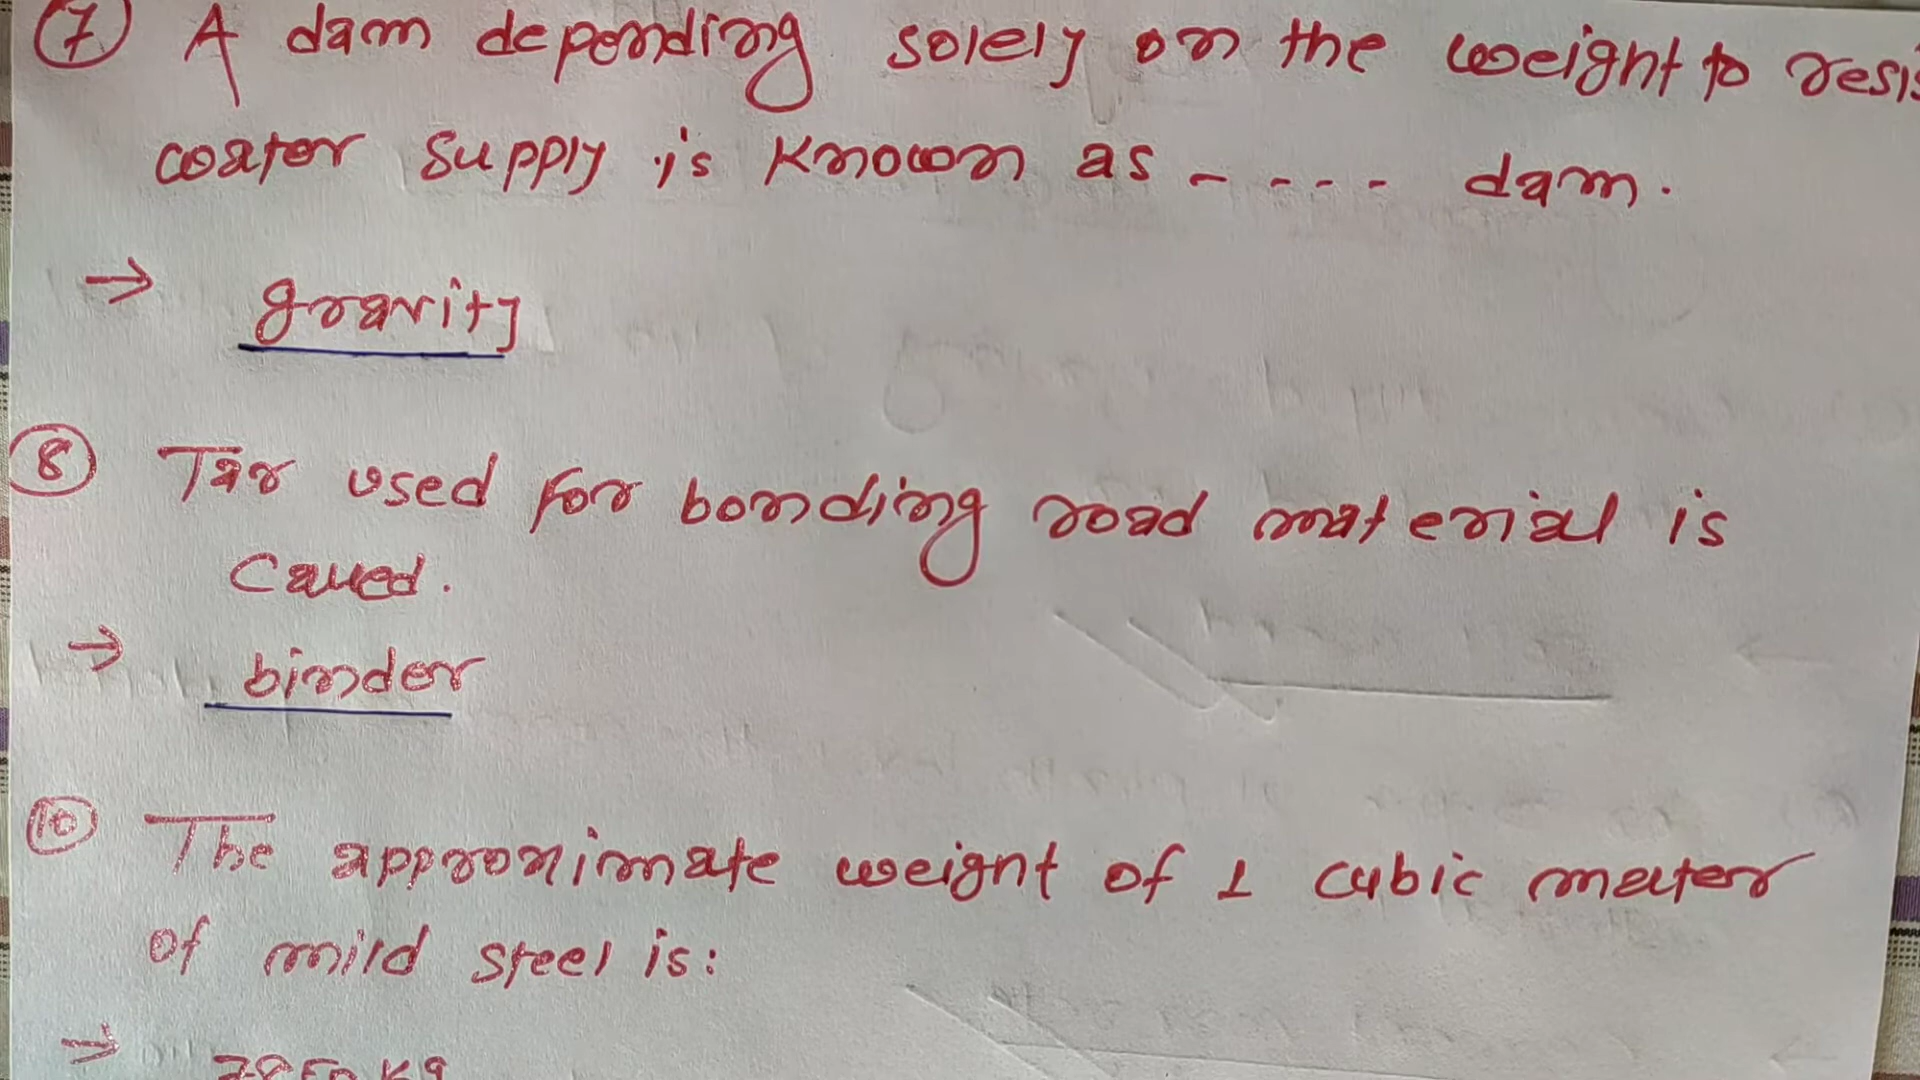 7 A dam depending solely on the weight to resis
water supply is known as ---- dam.
→ gravity
8 Tar used for bonding road material is
called.
→ binder
10 The approximate weight of 1 cubic meter
of mild steel is:
→ 7850 kg